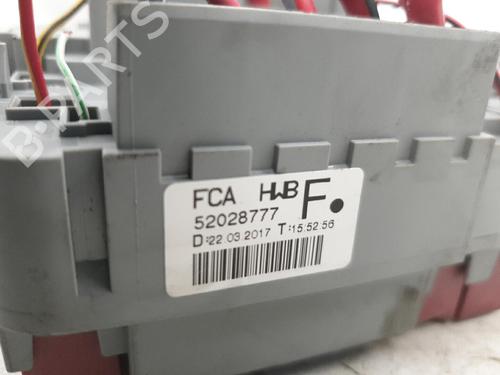 FCA HWB F.
52028777
D:22.03.2017 T:15:52.56
B-PARTS